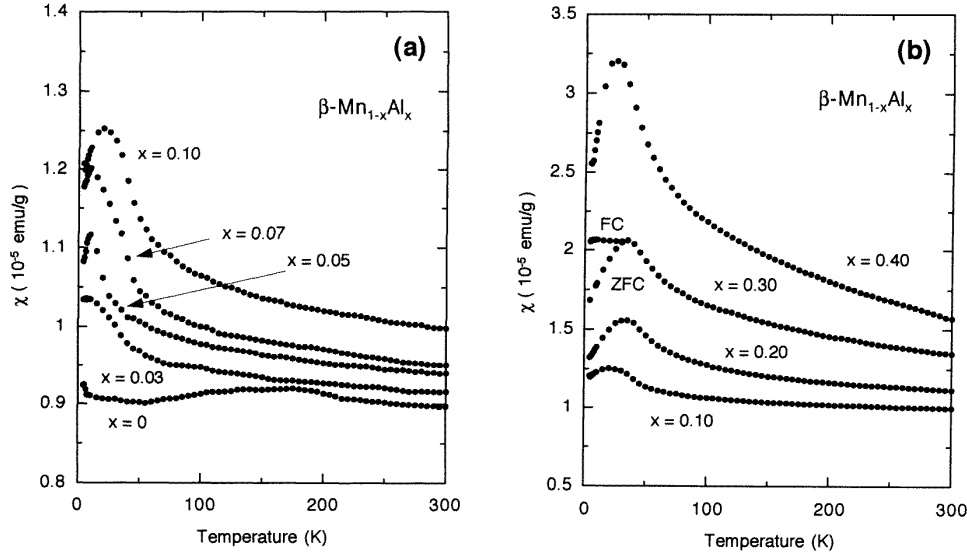 (a)
β-Mn1-xAlx
x = 0.10
x = 0.07
x = 0.05
x = 0.03
x = 0
χ ( 10-5 emu/g )
1.4
1.3
1.2
1.1
1
0.9
0.8
0
100
200
300
Temperature (K)
(b)
β-Mn1-xAlx
FC
ZFC
x = 0.40
x = 0.30
x = 0.20
x = 0.10
χ ( 10-5 emu/g )
3.5
3
2.5
2
1.5
1
0.5
0
100
200
300
Temperature (K)